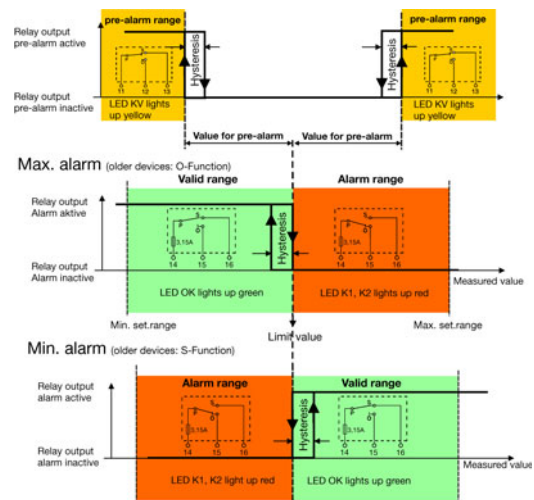 pre-alarm range
pre-alarm range
Relay output
pre-alarm active
Hysteresis
Hysteresis
11 12 13
11 12 13
Relay output
pre-alarm inactive
LED KV lights
up yellow
LED KV lights
up yellow
Value for pre-alarm
Value for pre-alarm
Max. alarm (older devices: O-Function)
Valid range
Alarm range
Relay output
Alarm aktive
Hysteresis
3,15A
3,15A
14 15 16
14 15 16
Relay output
Alarm inactive
Measured value
LED OK lights up green
LED K1, K2 lights up red
Min. set.range
Max. set.range
Limit value
Min. alarm (older devices: S-Function)
Alarm range
Valid range
Relay output
alarm active
Hysteresis
3,15A
3,15A
14 15 16
14 15 16
Relay output
alarm inactive
Measured value
LED K1, K2 light up red
LED OK lights up green